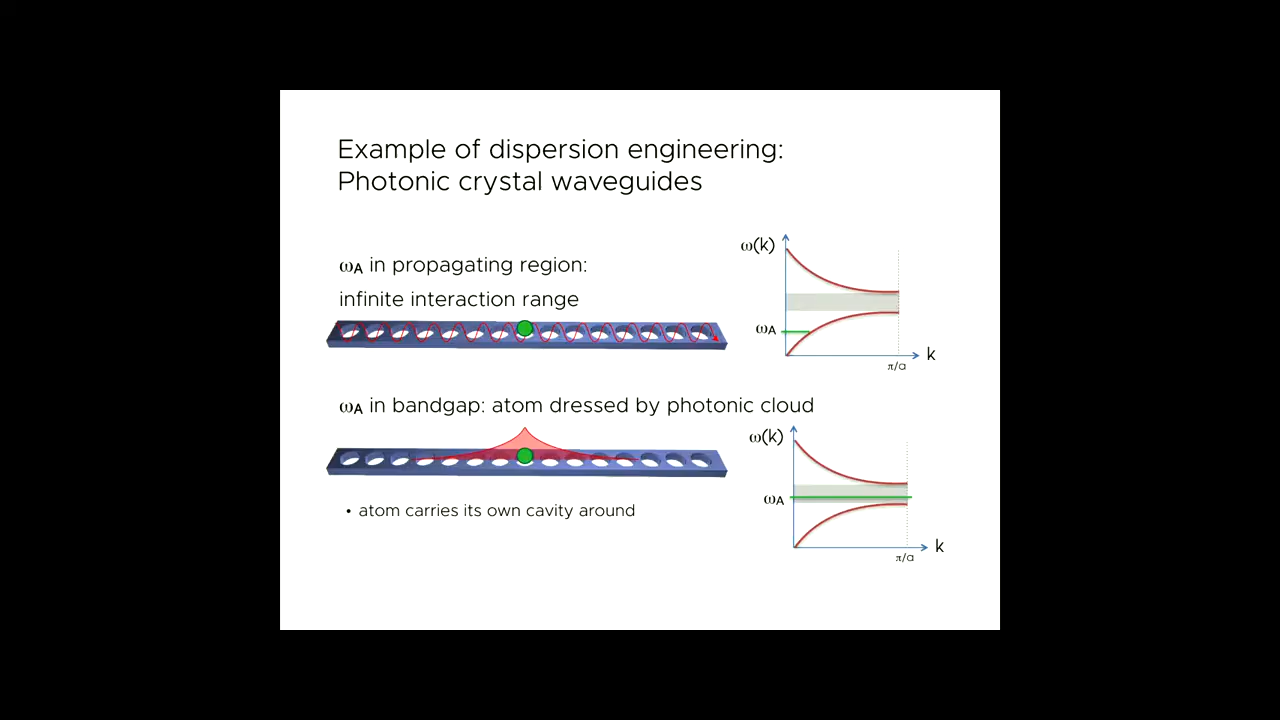 Example of dispersion engineering:
Photonic crystal waveguides
ωA in propagating region:
infinite interaction range
ω(k)
ωA
k
π/a
ωA in bandgap: atom dressed by photonic cloud
ω(k)
ωA
k
π/a
• atom carries its own cavity around